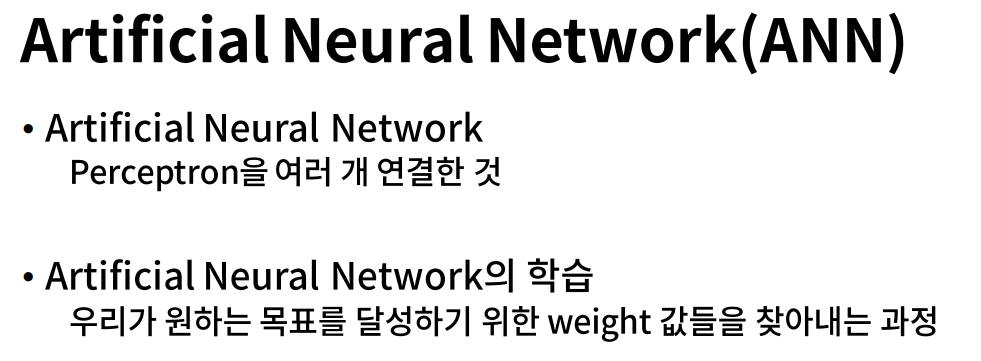 Artificial Neural Network(ANN)
• Artificial Neural Network
Perceptron을 여러 개 연결한 것
• Artificial Neural Network의 학습
우리가 원하는 목표를 달성하기 위한 weight 값들을 찾아내는 과정